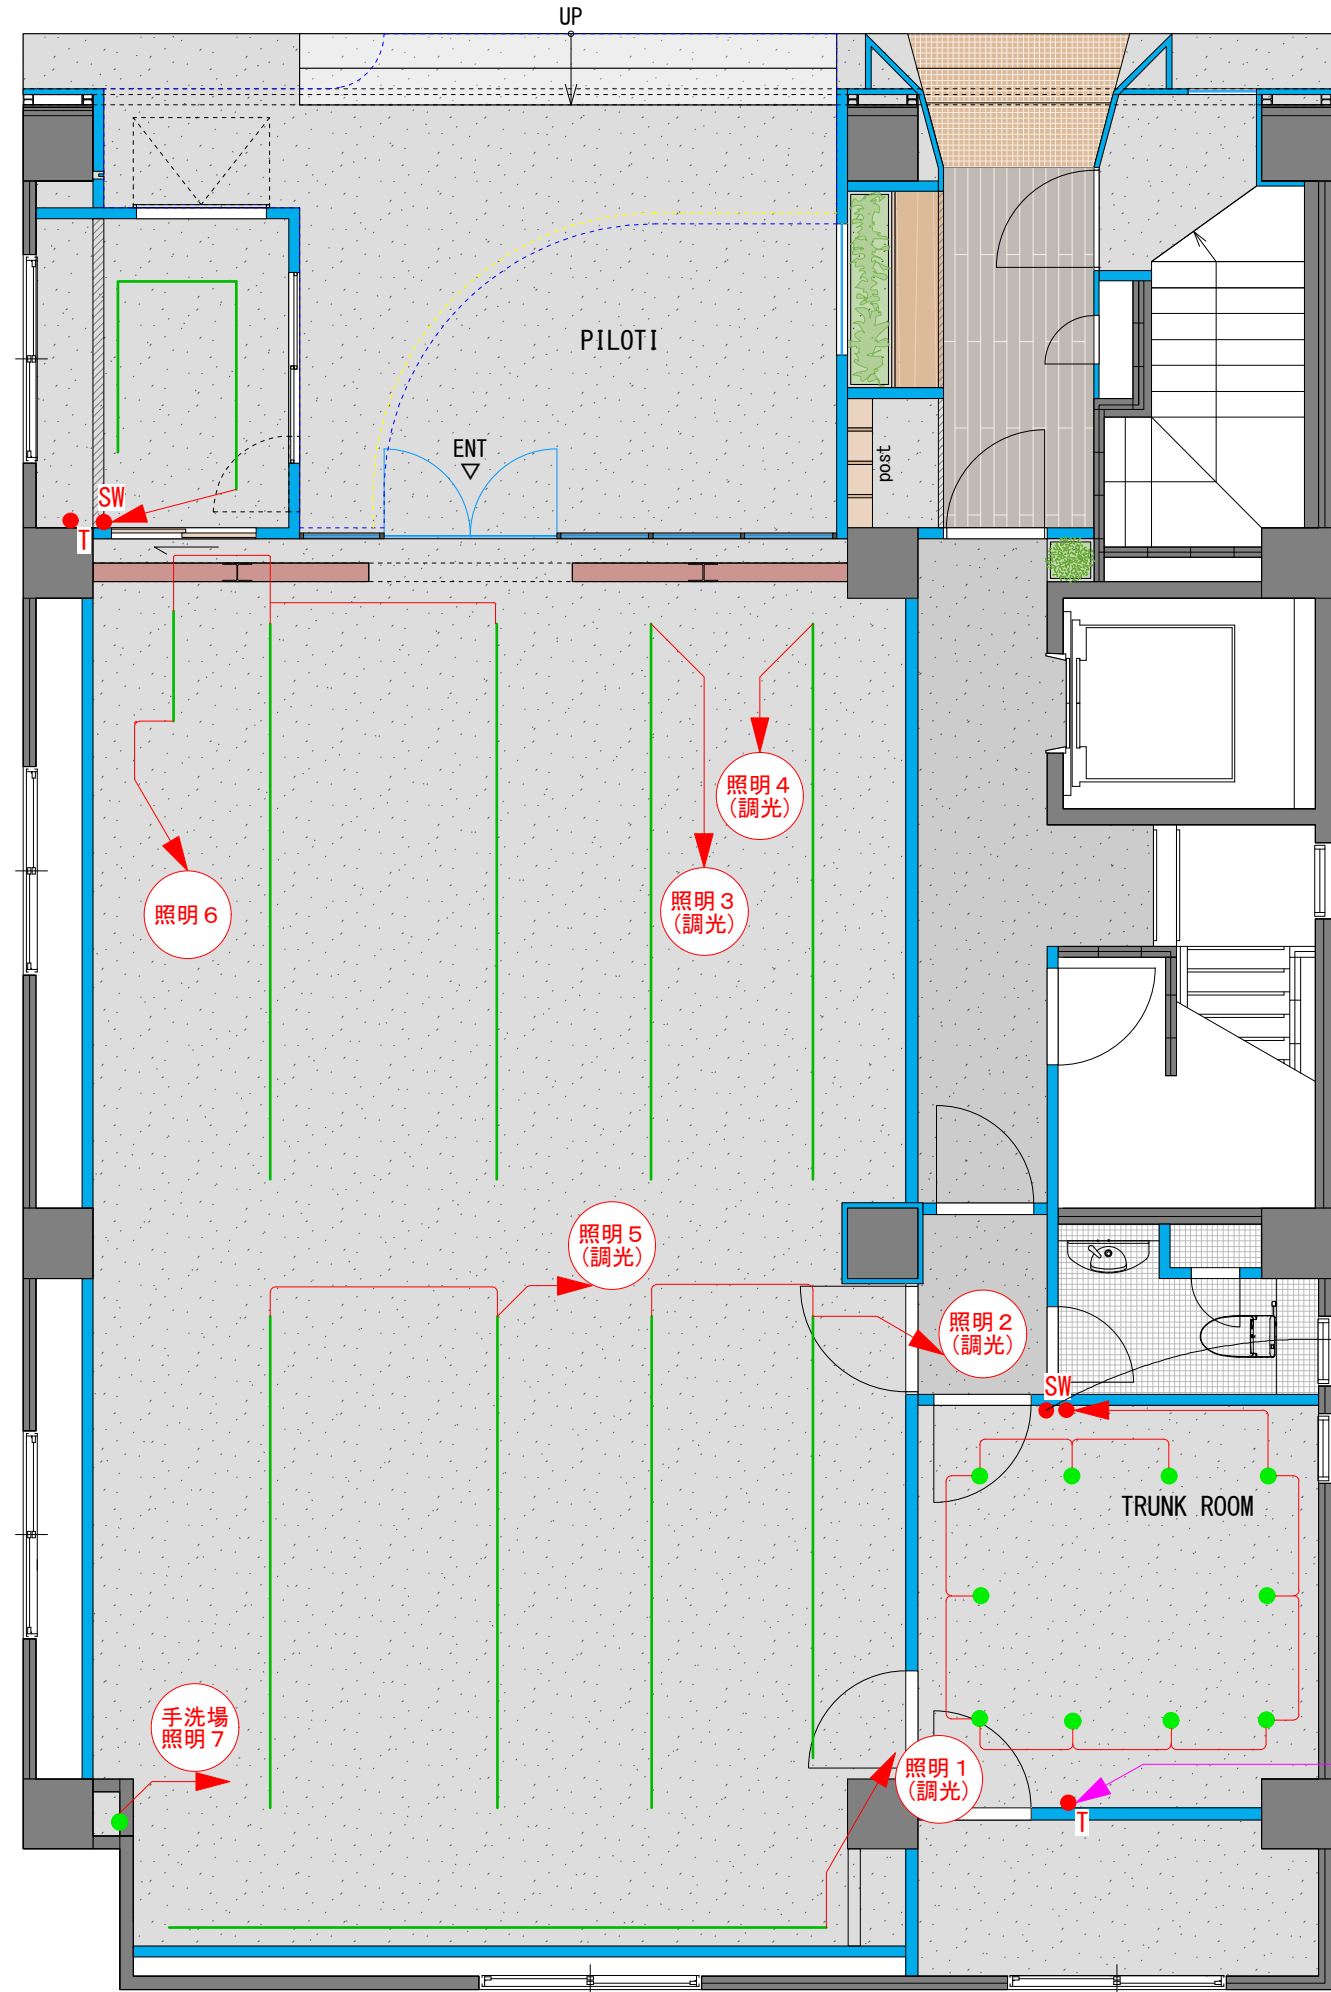 UP
PILOTI
ENT
post
SW
T
照明４
(調光)
照明３
(調光)
照明６
照明５
(調光)
照明２
(調光)
SW
TRUNK ROOM
手洗場
照明７
照明１
(調光)
T